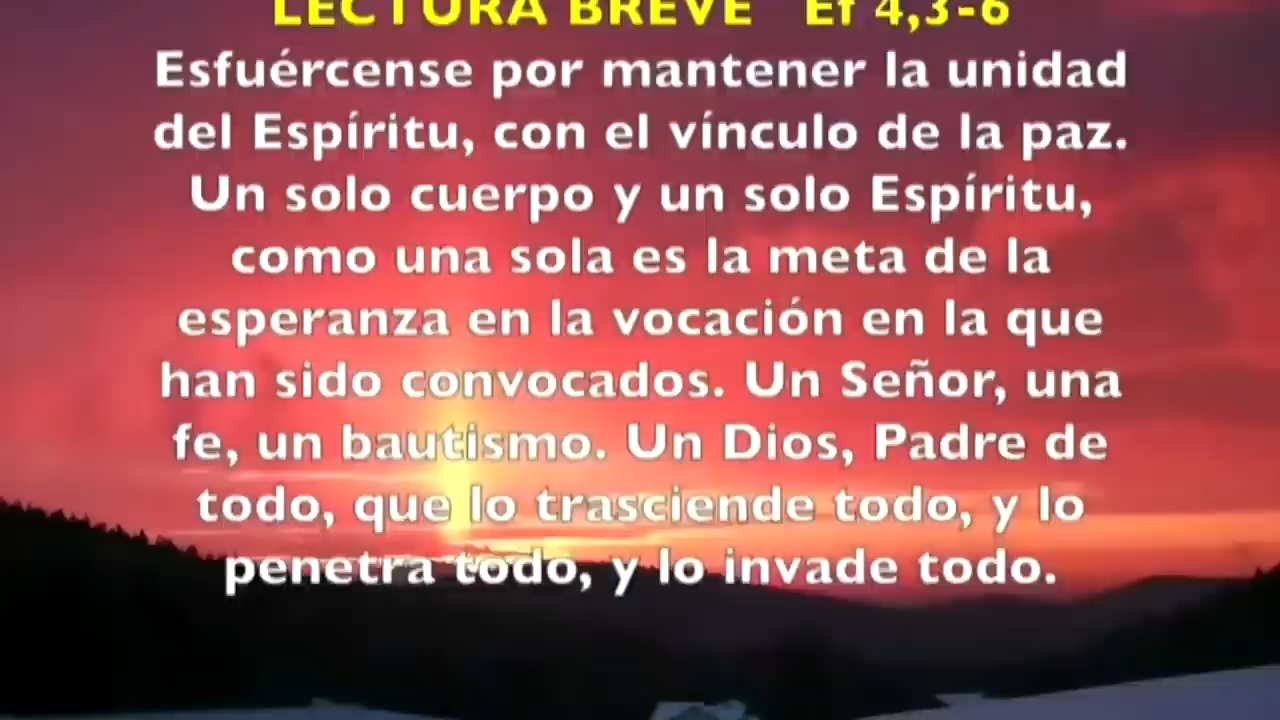 LECTURA BREVE Ef 4,3-6
Esfuércense por mantener la unidad
del Espíritu, con el vínculo de la paz.
Un solo cuerpo y un solo Espíritu,
como una sola es la meta de la
esperanza en la vocación en la que
han sido convocados. Un Señor, una
fe, un bautismo. Un Dios, Padre de
todo, que lo trasciende todo, y lo
penetra todo, y lo invade todo.